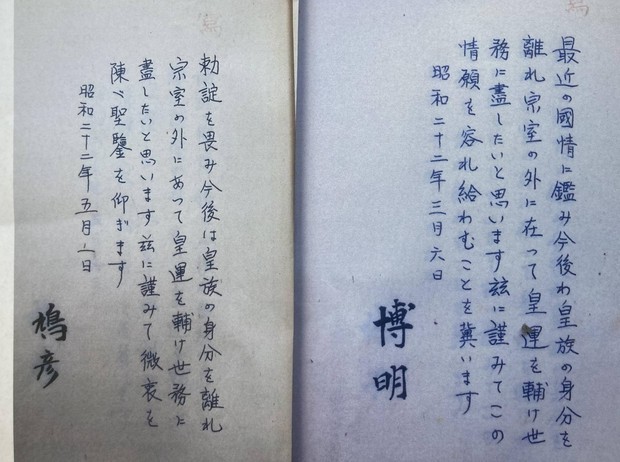 寫
最近の國情に鑑み今後わ皇族の身分を
離れ宗室の外に在って皇運を輔け世
務に盡したいと思います玆に謹みてこの
情願を容れ給わむことを冀います
昭和二十二年三月六日
博明
寫
勅諚を畏み今後は皇族の身分を離れ
宗室の外にあって皇運を輔け世務に
盡したいと思います玆に謹みて微衷を
陳べ聖鑒を仰ぎます
昭和二十二年五月二日
鳩彦